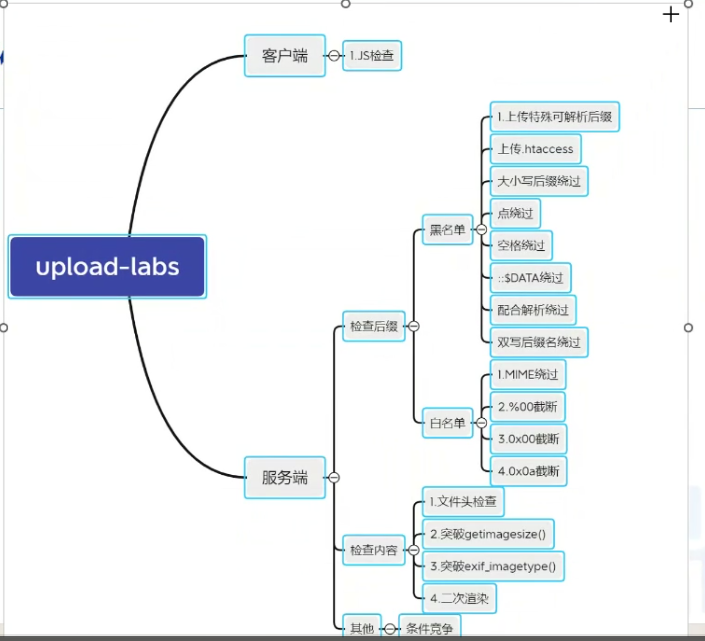 upload-labs
客户端
1.JS检查
服务端
检查后缀
黑名单
1.上传特殊可解析后缀
上传.htaccess
大小写后缀绕过
点绕过
空格绕过
::$DATA绕过
配合解析绕过
双写后缀名绕过
白名单
1.MIME绕过
2.%00截断
3.0x00截断
4.0x0a截断
检查内容
1.文件头检查
2.突破getimagesize()
3.突破exif_imagetype()
4.二次渲染
其他
条件竞争